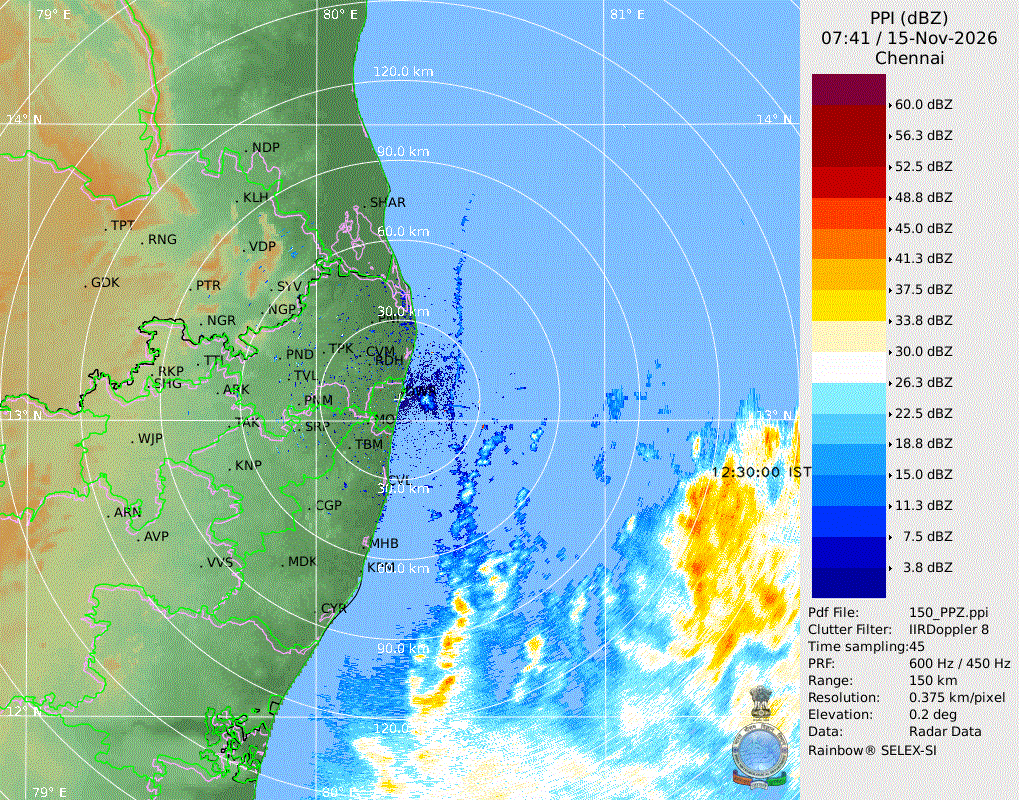 79° E
80° E
81° E
120.0 km
14° N
14° N
NDP
90.0 km
KLH
SHAR
TPT
RNG
60.0 km
VDP
GDK
PTR
SYV
NGP
30.0 km
NGR
TPK
CVM
PND
RDH
TTI
RKP
SHG
TVL
ARK
PNM
13° N
13° N
MO
TAK
SRP
WJP
TBM
KNP
12:30:00 IST
CVL
30.0 km
CGP
ARN
AVP
MHB
VVS
MDK
KPM
60.0 km
CYR
90.0 km
12° N
120.0
79° E
80° E
PPI (dBZ)
07:41 / 15-Nov-2026
Chennai
60.0 dBZ
56.3 dBZ
52.5 dBZ
48.8 dBZ
45.0 dBZ
41.3 dBZ
37.5 dBZ
33.8 dBZ
30.0 dBZ
26.3 dBZ
22.5 dBZ
18.8 dBZ
15.0 dBZ
11.3 dBZ
7.5 dBZ
3.8 dBZ
Pdf File: 150_PPZ.ppi
Clutter Filter: IIRDoppler 8
Time sampling:45
PRF: 600 Hz / 450 Hz
Range: 150 km
Resolution: 0.375 km/pixel
Elevation: 0.2 deg
Data: Radar Data
Rainbow® SELEX-SI